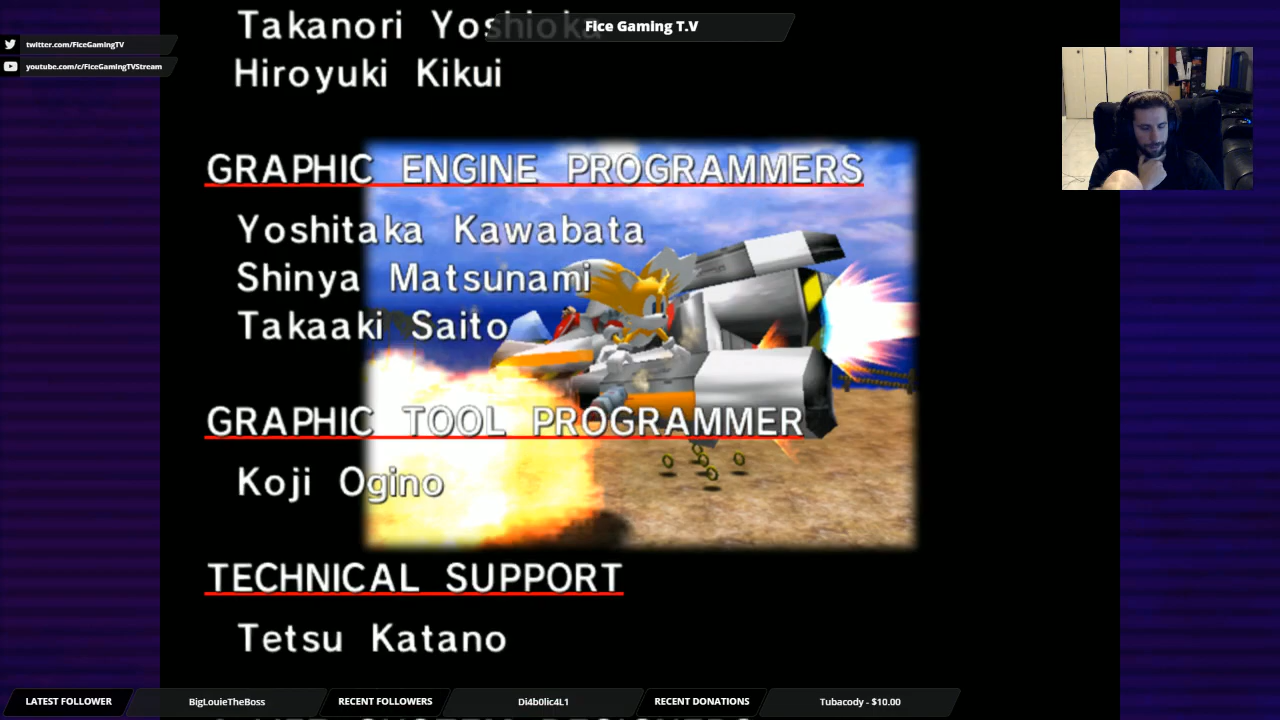 Takanori Yoshioka
Fice Gaming T.V
twitter.com/FiceGamingTV
youtube.com/c/FiceGamingTVStream
Hiroyuki Kikui
GRAPHIC ENGINE PROGRAMMERS
Yoshitaka Kawabata
Shinya Matsunami
Takaaki Saito
GRAPHIC TOOL PROGRAMMER
Koji Ogino
TECHNICAL SUPPORT
Tetsu Katano
LATEST FOLLOWER BigLouieTheBoss RECENT FOLLOWERS Di4b0lic4L1 RECENT DONATIONS Tubacody - $10.00